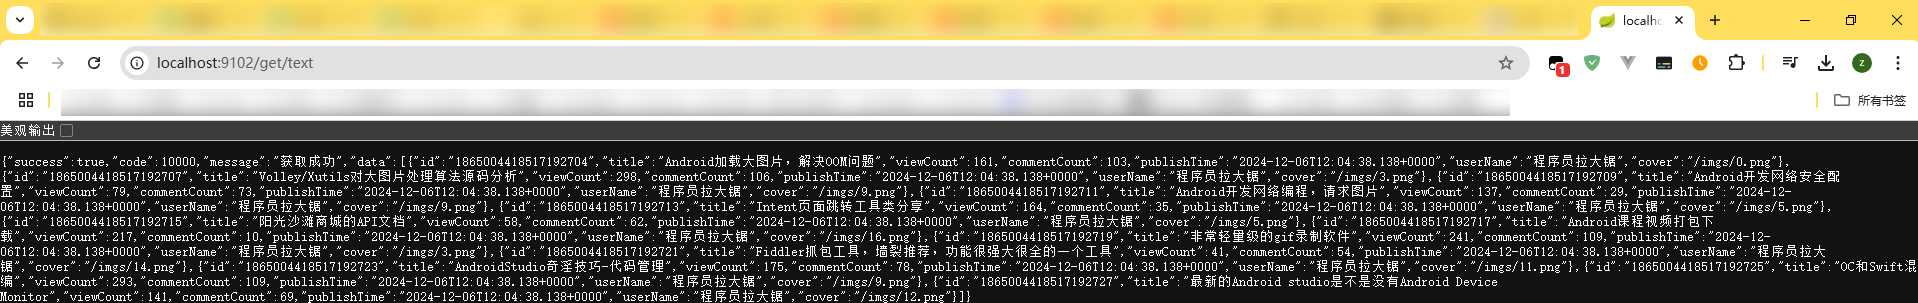 localho
localhost:9102/get/text
1
z
所有书签
美观输出
{"success":true,"code":10000,"message":"获取成功","data":[{"id":"1865004418517192704","title":"Android加载大图片，解决OOM问题","viewCount":161,"commentCount":103,"publishTime":"2024-12-06T12:04:38.138+0000","userName":"程序员拉大锯","cover":"/imgs/0.png"},
{"id":"1865004418517192707","title":"Volley/Xutils对大图片处理算法源码分析","viewCount":298,"commentCount":106,"publishTime":"2024-12-06T12:04:38.138+0000","userName":"程序员拉大锯","cover":"/imgs/3.png"},{"id":"1865004418517192709","title":"Android开发网络安全配
置","viewCount":79,"commentCount":73,"publishTime":"2024-12-06T12:04:38.138+0000","userName":"程序员拉大锯","cover":"/imgs/9.png"},{"id":"1865004418517192711","title":"Android开发网络编程，请求图片","viewCount":137,"commentCount":29,"publishTime":"2024-12-
06T12:04:38.138+0000","userName":"程序员拉大锯","cover":"/imgs/9.png"},{"id":"1865004418517192713","title":"Intent页面跳转工具类分享","viewCount":164,"commentCount":35,"publishTime":"2024-12-06T12:04:38.138+0000","userName":"程序员拉大锯","cover":"/imgs/5.png"},
{"id":"1865004418517192715","title":"阳光沙滩商城的API文档","viewCount":58,"commentCount":62,"publishTime":"2024-12-06T12:04:38.138+0000","userName":"程序员拉大锯","cover":"/imgs/5.png"},{"id":"1865004418517192717","title":"Android课程视频打包下
载","viewCount":217,"commentCount":10,"publishTime":"2024-12-06T12:04:38.138+0000","userName":"程序员拉大锯","cover":"/imgs/16.png"},{"id":"1865004418517192719","title":"非常轻量级的gif录制软件","viewCount":241,"commentCount":109,"publishTime":"2024-12-
06T12:04:38.138+0000","userName":"程序员拉大锯","cover":"/imgs/3.png"},{"id":"1865004418517192721","title":"Fiddler抓包工具，墙裂推荐，功能很强大很全的一个工具","viewCount":41,"commentCount":54,"publishTime":"2024-12-06T12:04:38.138+0000","userName":"程序员拉大
锯","cover":"/imgs/14.png"},{"id":"1865004418517192723","title":"AndroidStudio奇淫技巧-代码管理","viewCount":175,"commentCount":78,"publishTime":"2024-12-06T12:04:38.138+0000","userName":"程序员拉大锯","cover":"/imgs/11.png"},{"id":"1865004418517192725","title":"OC和Swift混
编","viewCount":293,"commentCount":109,"publishTime":"2024-12-06T12:04:38.138+0000","userName":"程序员拉大锯","cover":"/imgs/9.png"},{"id":"1865004418517192727","title":"最新的Android studio是不是没有Android Device
Monitor","viewCount":141,"commentCount":69,"publishTime":"2024-12-06T12:04:38.138+0000","userName":"程序员拉大锯","cover":"/imgs/12.png"}]}